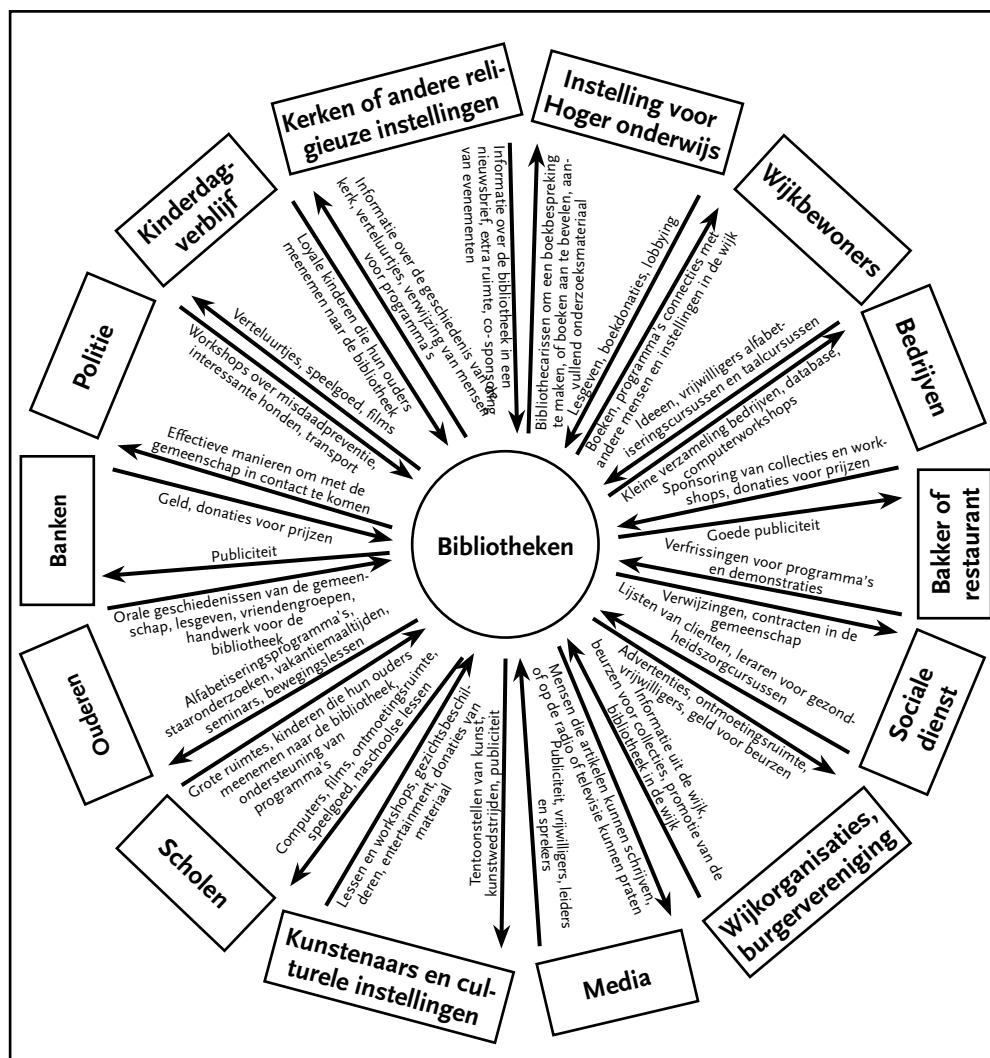 Kerken of andere reli-
gieuze instellingen
Instelling voor
Hoger onderwijs
Wijkbewoners
Bedrijven
Bakker of
restaurant
Sociale
dienst
Wijkorganisaties,
burgervereniging
Media
Kunstenaars en cul-
turele instellingen
Scholen
Ouderen
Banken
Politie
Kinderdag-
verblijf
Bibliotheken
Informatie over de bibliotheek in een
nieuwsbrief, extra ruimte, co-sponsoring
van evenementen
Bibliothecarissen om een boekbespreking
te maken, of boeken aan te bevelen, aan-
vullend onderzoeksmateriaal
Lesgeven, boekdonaties, lobbying
Boeken, programma's connecties met
andere mensen en instellingen in de wijk
Ideeen, vrijwilligers alfabet-
iseringscursussen en taalcursussen
Kleine verzameling bedrijven, database,
computerworkshops
Sponsoring van collecties en work-
shops, donaties voor prijzen
Goede publiciteit
Verfrissingen voor programma's
en demonstraties
Verwijzingen, contracten in de
gemeenschap
Lijsten van clienten, leraren voor gezond-
heidszorgcursussen
Advertenties, ontmoetingsruimte,
vrijwilligers, geld voor beurzen
Informatie uit de wijk,
beurzen voor collecties, promotie van de
bibliotheek in de wijk
Mensen die artikelen kunnen schrijven,
of op de radio of televisie kunnen praten
Publiciteit, vrijwilligers, leiders
en sprekers
Tentoonstellen van kunst,
kunstwedstrijden, publiciteit
Lessen en workshops, gezichtsbeschil-
deren, entertainment, donaties van
materiaal
Computers, films, ontmoetingsruimte,
speelgoed, naschoolse lessen
Grote ruimtes, kinderen die hun ouders
meenemen naar de bibliotheek,
ondersteuning van
programma's
Alfabetiseringsprogramma's,
staaronderzoeken, vakantiemaaltijden,
seminars, bewegingslessen
Orale geschiedenissen van de gemeen-
schap, lesgeven, vriendengroepen,
handwerk voor de
bibliotheek
Publiciteit
Geld, donaties voor prijzen
Effectieve manieren om met de
gemeenschap in contact te komen
Workshops over misdaadpreventie,
interessante honden, transport
Verteluurtjes, speelgoed, films
Loyale kinderen die hun ouders
meenemen naar de bibliotheek
Informatie over de geschiedenis van de
kerk, verteluurtjes, verwijzing van mensen
voor programma's